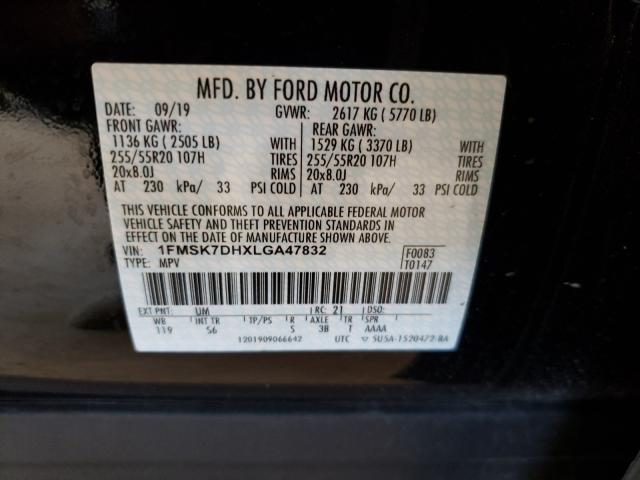 MFD. BY FORD MOTOR CO.
DATE: 09/19 GVWR: 2617 KG (5770 LB)
FRONT GAWR: REAR GAWR:
1136 KG (2505 LB) WITH 1529 KG (3370 LB) WITH
255/55R20 107H TIRES 255/55R20 107H TIRES
20x8.0J RIMS 20x8.0J RIMS
AT 230 kPa/ 33 PSI COLD AT 230 kPa/ 33 PSI COLD
THIS VEHICLE CONFORMS TO ALL APPLICABLE FEDERAL MOTOR
VEHICLE SAFETY AND THEFT PREVENTION STANDARDS IN
EFFECT ON THE DATE OF MANUFACTURE SHOWN ABOVE.
VIN: 1FMSK7DHXLGA47832 F0083
TYPE: MPV T0147
EXT PNT: UM RC: 21 DSO:
WB INT TR TP/PS R AXLE TR SPR
119 S6 S 3B T AAAA
1201909066642 UTC 5U5A-1520472-BA